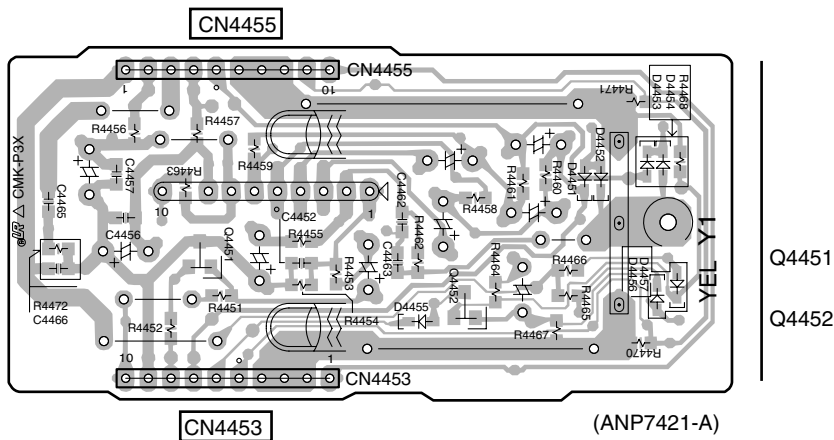 CN4455
CN4455
1
10
R4456
R4457
R4459
R4471
R4468
D4454
D4453
CMK-P3X
C4465
C4457
R4463
C4462
R4458
R4461
R4460
D4451
D4452
10
1
C4456
Q4451
C4452
R4455
R4453
C4463
R4462
R4464
R4466
D4457
D4456
YEL Y1
Q4451
R4472
C4466
R4452
R4451
R4454
D4455
Q4452
R4467
R4465
R4470
Q4452
10
1
CN4453
CN4453
(ANP7421-A)